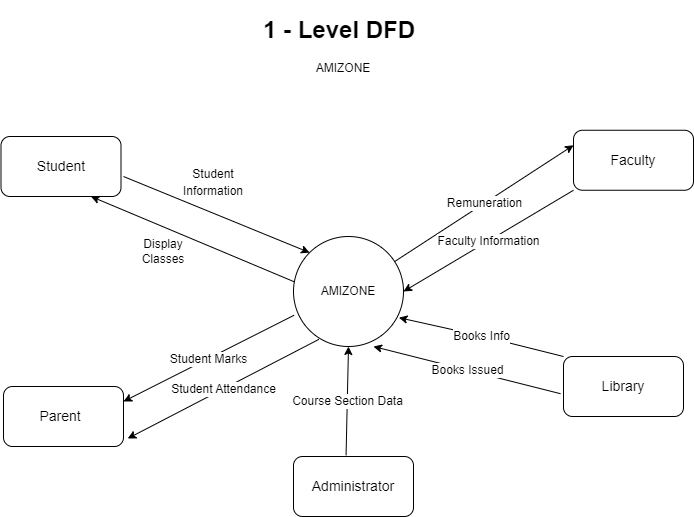 1 - Level DFD
AMIZONE
Student
Student
Information
Display
Classes
Faculty
Remuneration
Faculty Information
AMIZONE
Books Info
Books Issued
Library
Student Marks
Student Attendance
Parent
Course Section Data
Administrator